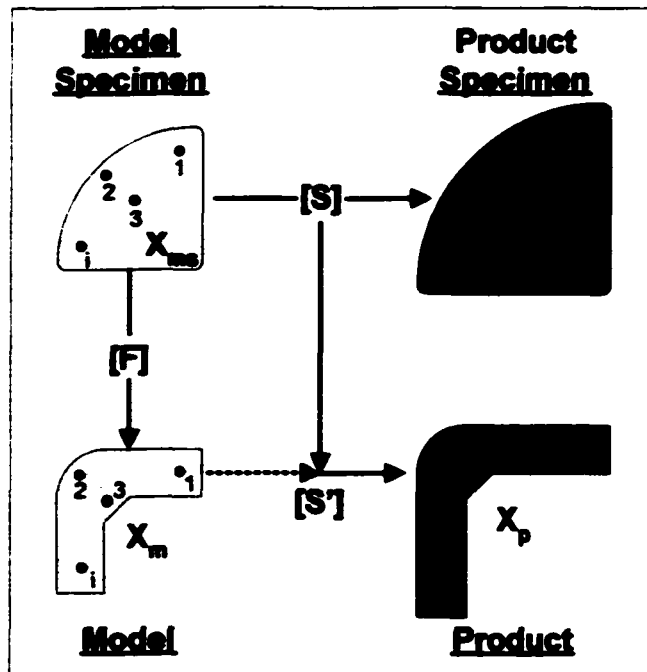 Model Product
Specimen Specimen
1
2
[S]
3
i X_ms
[F]
2 3 1
[S']
X_m X_p
i
Model Product